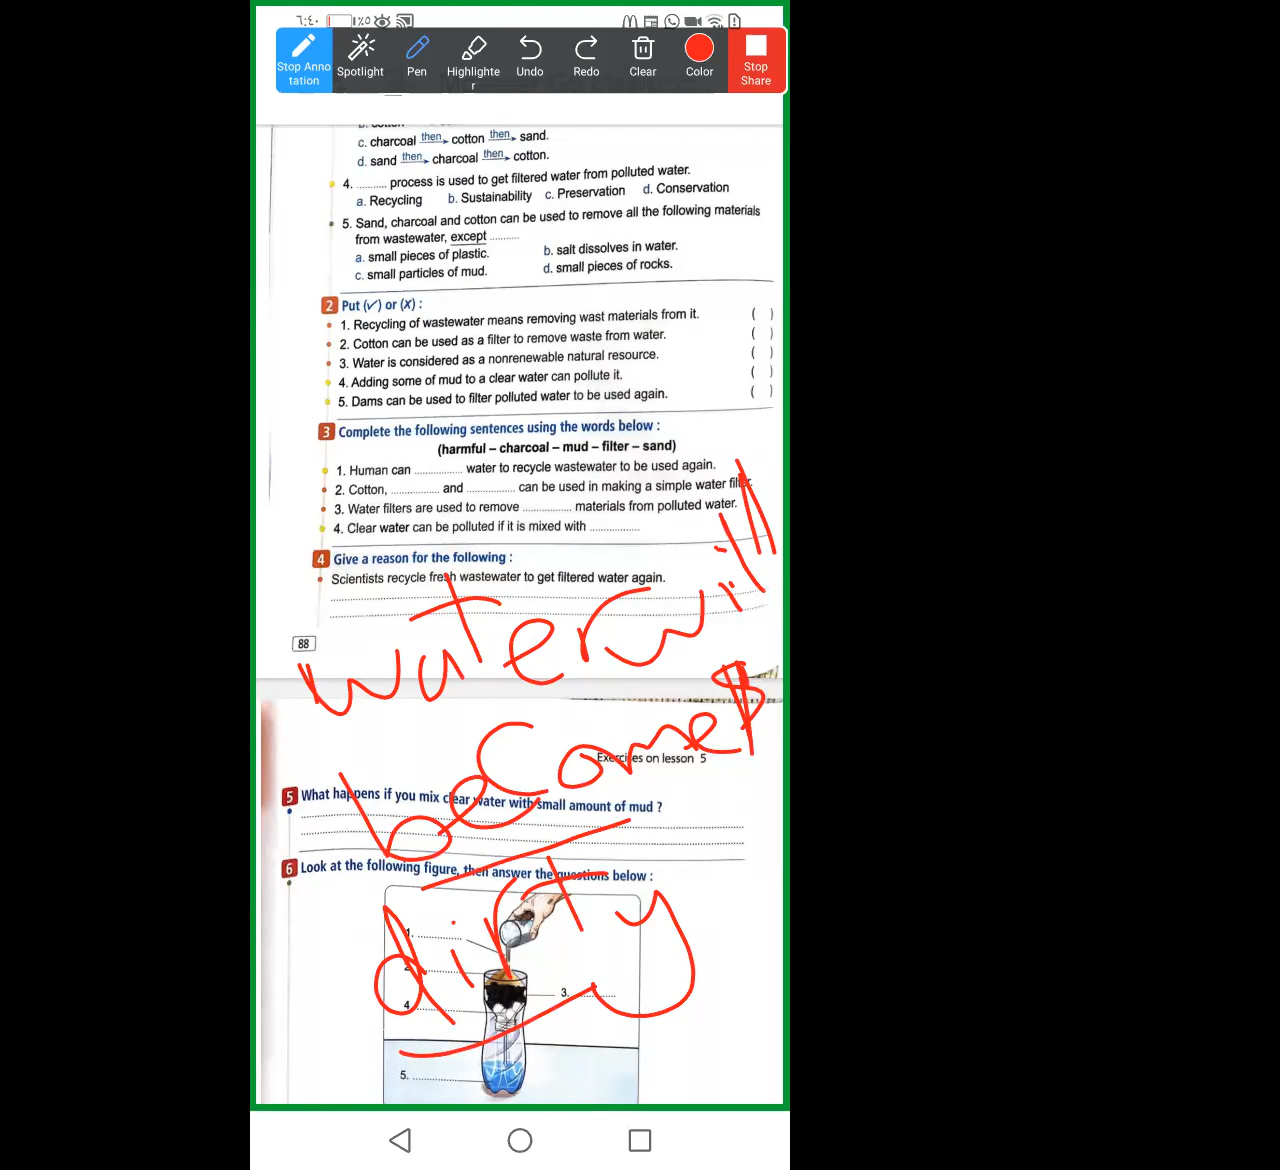 ٦:٤٠ ٪٥
Stop Annotation Spotlight Pen Highlighter Undo Redo Clear Color Stop Share
c. charcoal then cotton then sand.
d. sand then charcoal then cotton.
4. .......... process is used to get filtered water from polluted water.
a. Recycling b. Sustainability c. Preservation d. Conservation
5. Sand, charcoal and cotton can be used to remove all the following materials
from wastewater, except ..........
a. small pieces of plastic. b. salt dissolves in water.
c. small particles of mud. d. small pieces of rocks.
2 Put (✓) or (X) :
1. Recycling of wastewater means removing wast materials from it. ( )
2. Cotton can be used as a filter to remove waste from water. ( )
3. Water is considered as a nonrenewable natural resource. ( )
4. Adding some of mud to a clear water can pollute it. ( )
5. Dams can be used to filter polluted water to be used again. ( )
3 Complete the following sentences using the words below :
(harmful – charcoal – mud – filter – sand)
1. Human can ............... water to recycle wastewater to be used again.
2. Cotton, ............... and ............... can be used in making a simple water filter.
3. Water filters are used to remove ............... materials from polluted water.
4. Clear water can be polluted if it is mixed with ...............
4 Give a reason for the following :
Scientists recycle fresh wastewater to get filtered water again.
water will
88
become
Exercises on lesson 5
5 What happens if you mix clear water with small amount of mud ?
6 Look at the following figure, then answer the questions below :
dirty
1. ...............
2. ...............
3. ...............
4. ...............
5. ...............